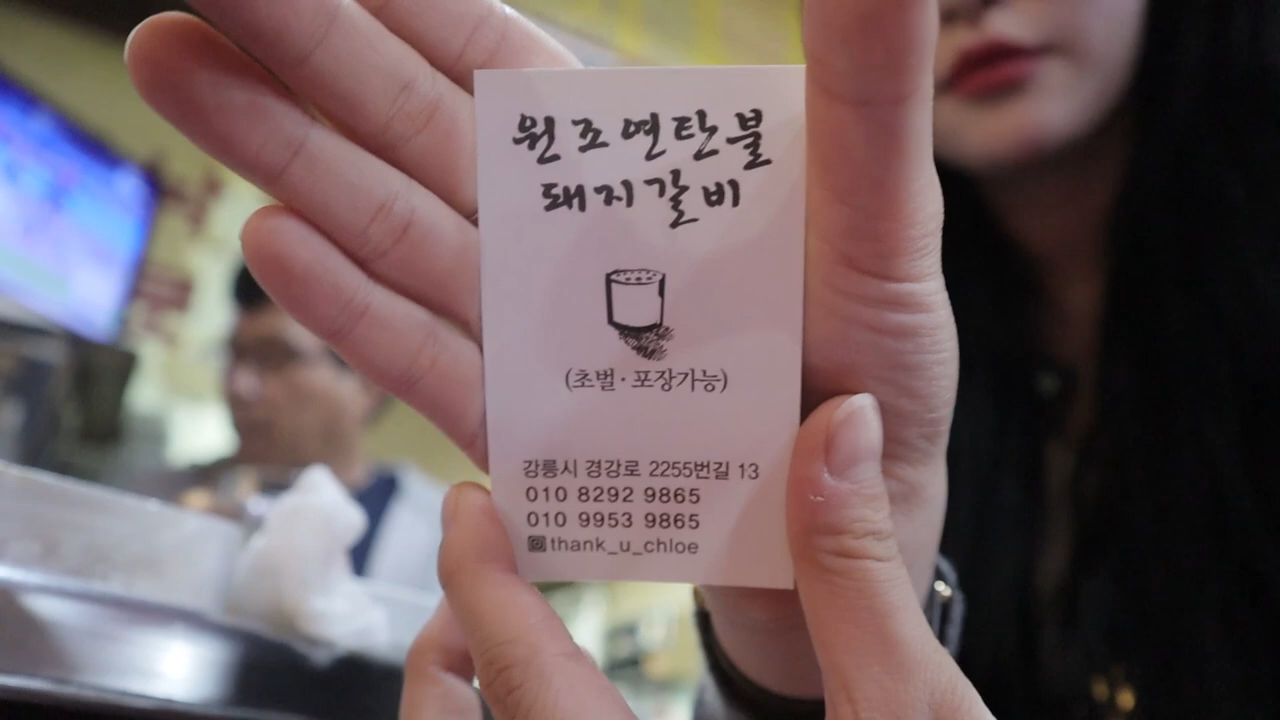 원조연탄불
돼지갈비
(초벌·포장가능)
강릉시 경강로 2255번길 13
010 8292 9865
010 9953 9865
thank_u_chloe